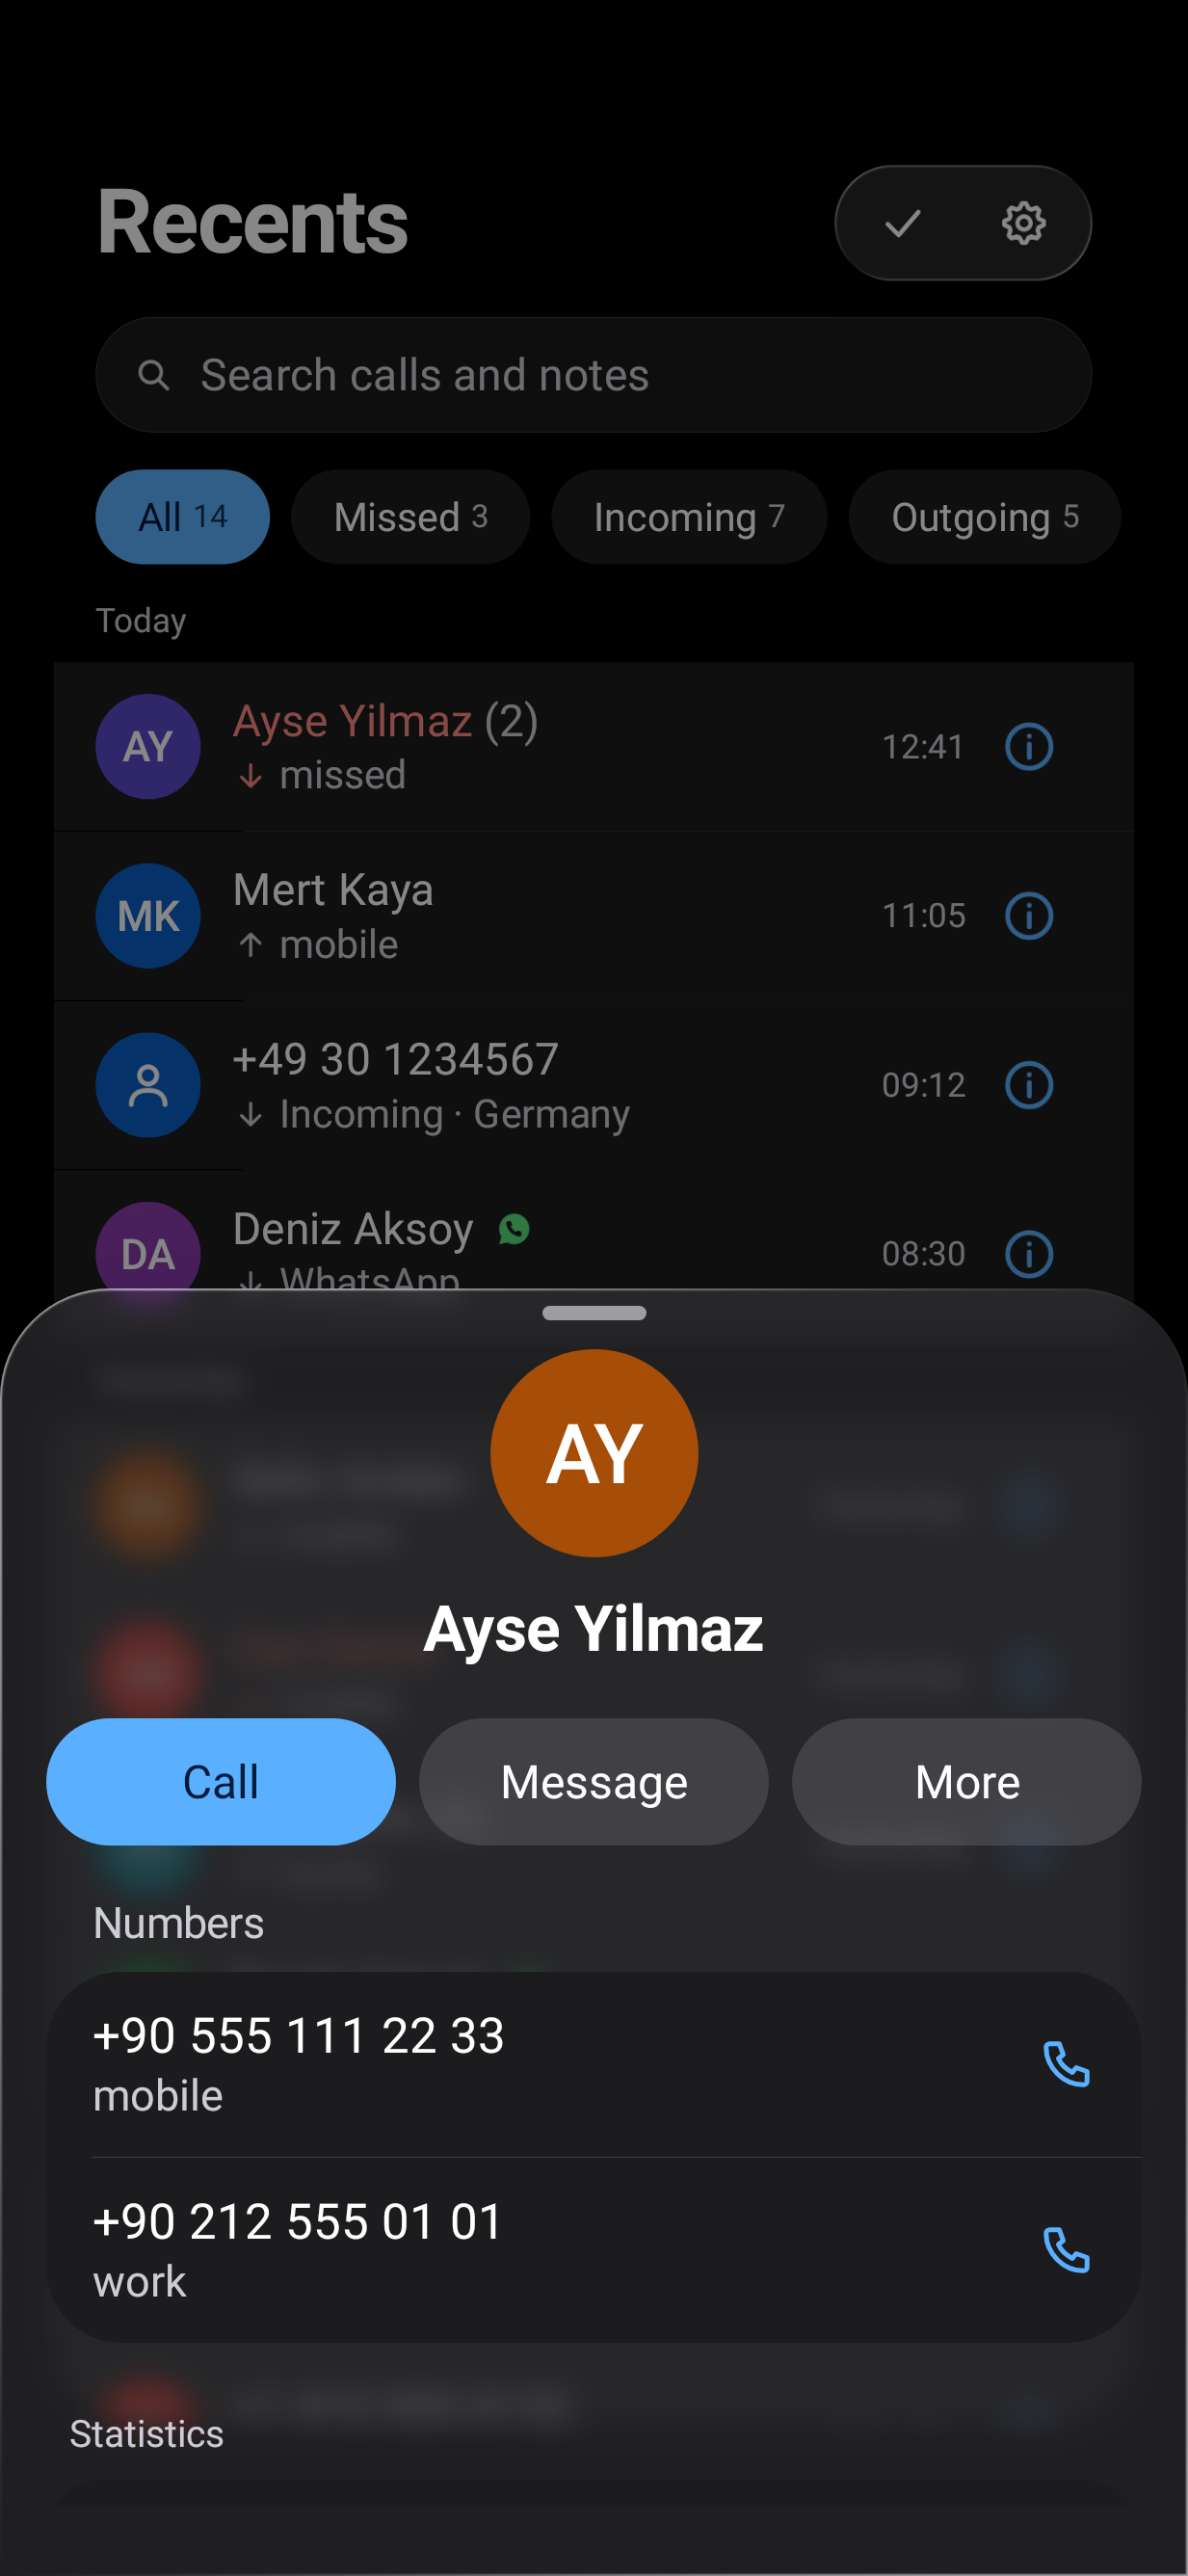 Recents
Search calls and notes
All 14 Missed 3 Incoming 7 Outgoing 5
Today
AY Ayse Yilmaz (2) 12:41
missed
MK Mert Kaya 11:05
mobile
+49 30 1234567 09:12
Incoming · Germany
DA Deniz Aksoy 08:30
WhatsApp
AY
Ayse Yilmaz
Call Message More
Numbers
+90 555 111 22 33
mobile
+90 212 555 01 01
work
Statistics